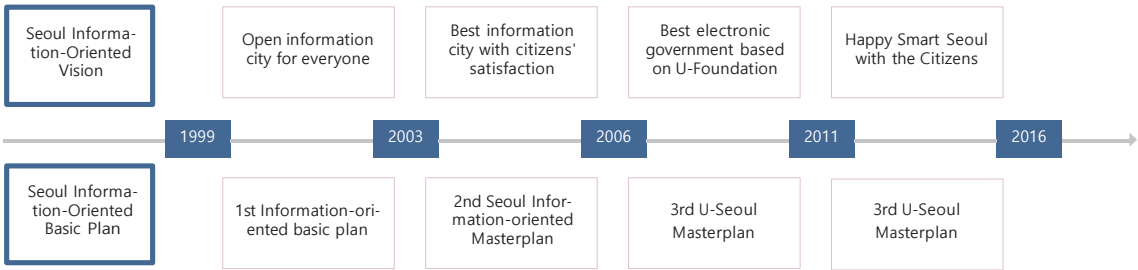 Seoul Informa-
tion-Oriented
Vision
Open information
city for everyone
Best information
city with citizens'
satisfaction
Best electronic
government based
on U-Foundation
Happy Smart Seoul
with the Citizens
1999
2003
2006
2011
2016
Seoul Informa-
tion-Oriented
Basic Plan
1st Information-ori-
ented basic plan
2nd Seoul Infor-
mation-oriented
Masterplan
3rd U-Seoul
Masterplan
3rd U-Seoul
Masterplan